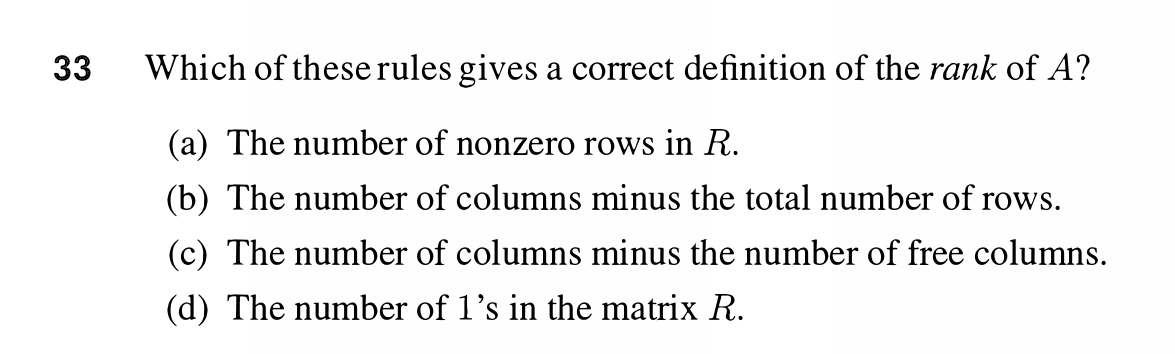 33 Which of these rules gives a correct definition of the rank of A?
(a) The number of nonzero rows in R.
(b) The number of columns minus the total number of rows.
(c) The number of columns minus the number of free columns.
(d) The number of 1's in the matrix R.